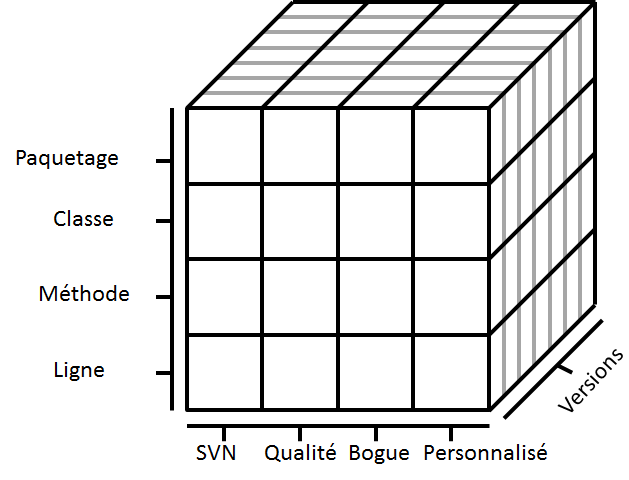 Paquetage
Classe
Méthode
Ligne
SVN Qualité Bogue Personnalisé
Versions